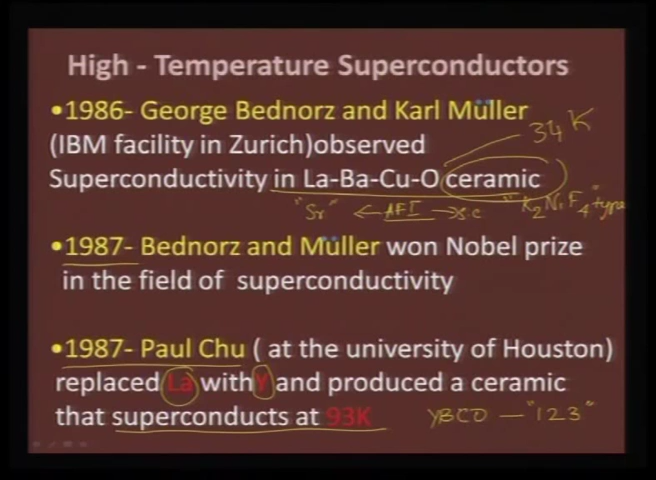 High - Temperature Superconductors
•1986- George Bednorz and Karl Müller
34 K
(IBM facility in Zurich)observed
Superconductivity in La-Ba-Cu-O ceramic
"Sr" ← AFI → s.c "K2NiF4" type
•1987- Bednorz and Müller won Nobel prize
in the field of superconductivity
•1987- Paul Chu ( at the university of Houston)
replaced La with Y and produced a ceramic
that superconducts at 93K YBCO — "123"